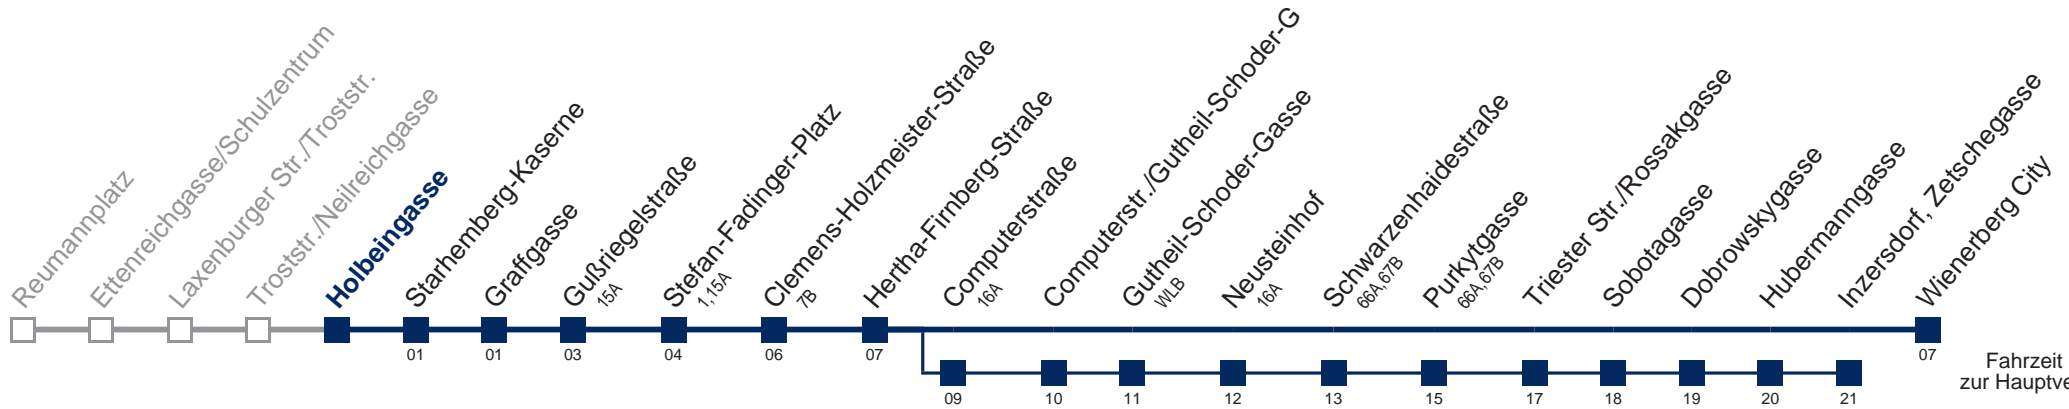 Reumannplatz
Ettenreichgasse/Schulzentrum
Laxenburger Str./Troststr.
Troststr./Neilreichgasse
Holbeingasse
Starhemberg-Kaserne
Graffgasse
Gußriegelstraße
15A
Stefan-Fadinger-Platz
1,15A
Clemens-Holzmeister-Straße
7B
Hertha-Firnberg-Straße
Computerstraße
16A
Computerstr./Gutheil-Schoder-G
Gutheil-Schoder-Gasse
WLB
Neusteinhof
16A
Schwarzenhaidestraße
66A,67B
Purkytgasse
66A,67B
Triester Str./Rossakgasse
Sobotagasse
Dobrowskygasse
Hubermanngasse
Inzersdorf, Zetschegasse
Wienerberg City
01 01 03 04 06 07 07
09 10 11 12 13 15 17 18 19 20 21
Fahrzeit
zur Hauptve